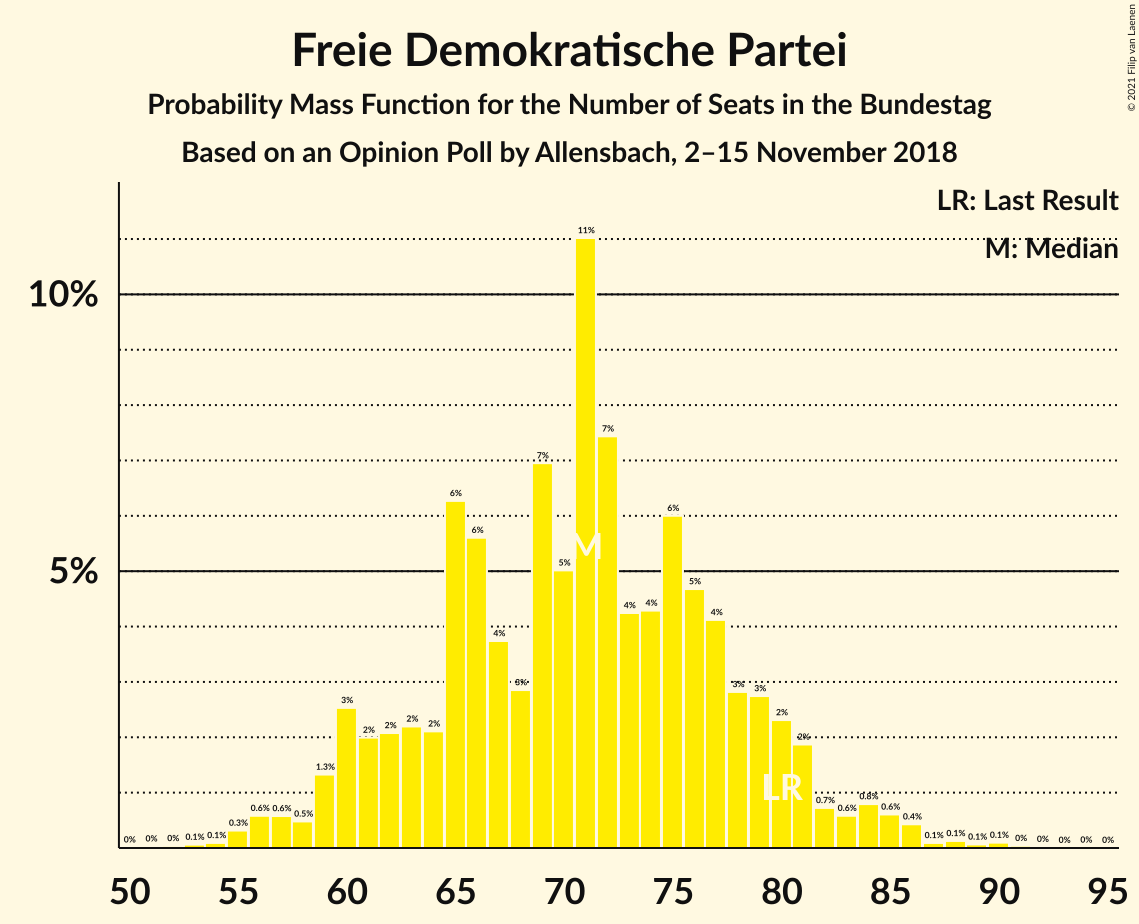 © 2021 Filip van Laenen
Freie Demokratische Partei
Probability Mass Function for the Number of Seats in the Bundestag
Based on an Opinion Poll by Allensbach, 2–15 November 2018
LR: Last Result
M: Median
10%
5%
0% 0% 0% 0.1% 0.1% 0.3% 0.6% 0.6% 0.5% 1.3% 3% 2% 2% 2% 2% 6% 6% 4% 3% 7% 5% 11% 7% 4% 4% 6% 5% 4% 3% 3% 2% 2% 0.7% 0.6% 0.8% 0.6% 0.4% 0.1% 0.1% 0.1% 0.1% 0% 0% 0% 0% 0%
M
LR
50 55 60 65 70 75 80 85 90 95